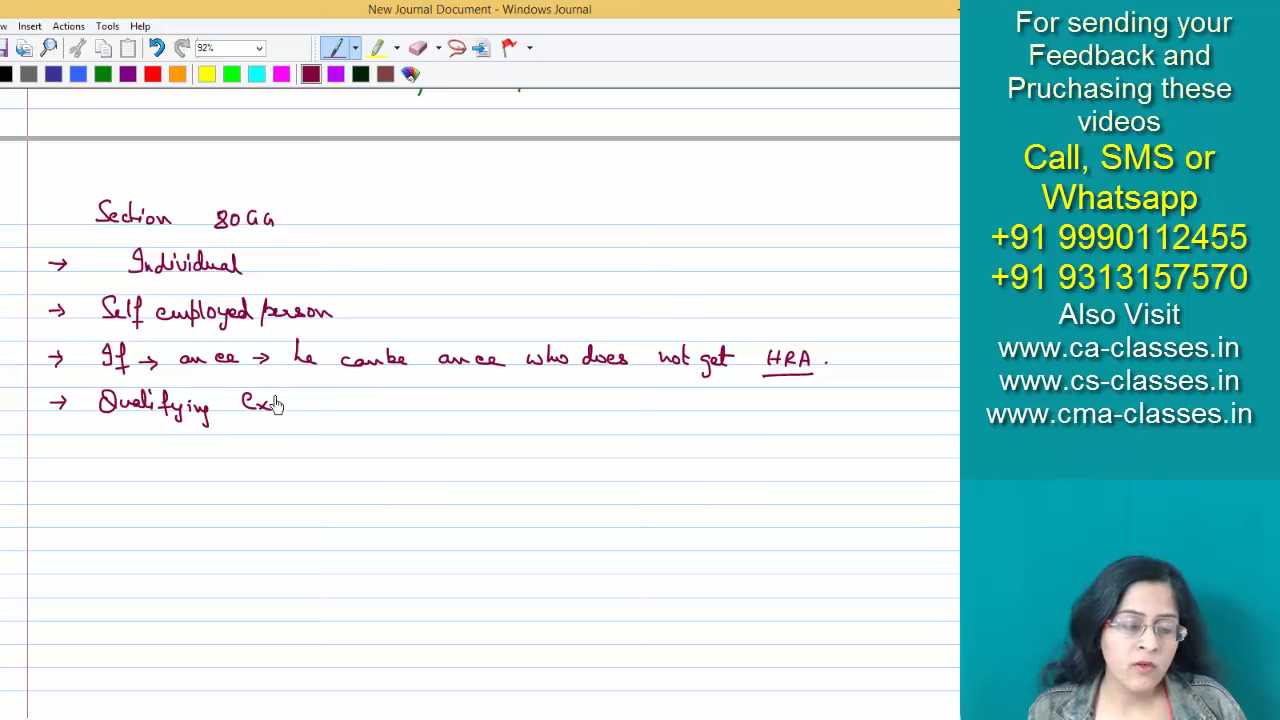 New Journal Document - Windows Journal
Insert Actions Tools Help
92%
Section 80GG
→ Individual
→ Self employed person
→ If → an ee → he can be an ee who does not get HRA.
→ Qualifying Ex
For sending your
Feedback and
Pruchasing these
videos
Call, SMS or
Whatsapp
+91 9990112455
+91 9313157570
Also Visit
www.ca-classes.in
www.cs-classes.in
www.cma-classes.in